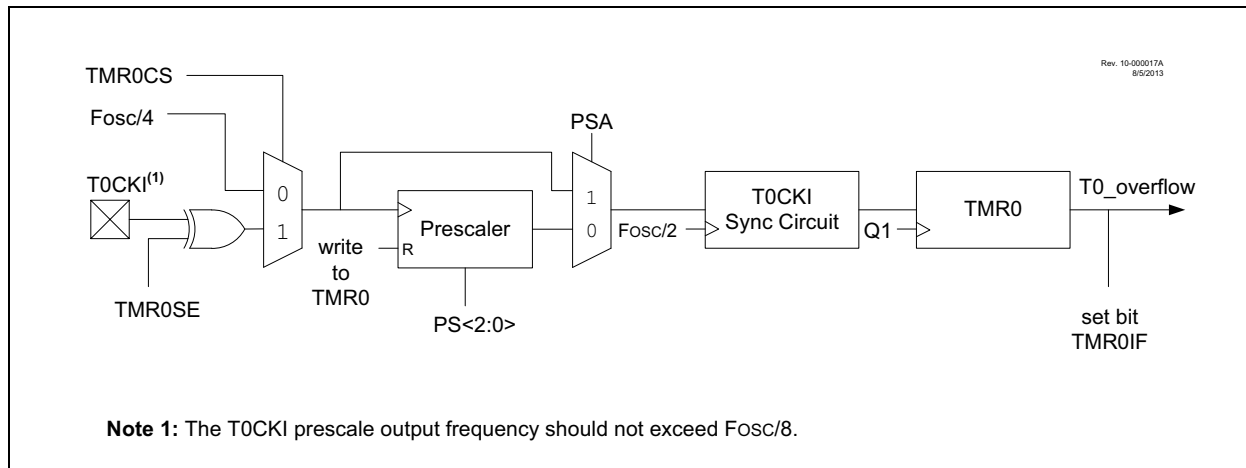 Rev. 10-000017A
8/5/2013
TMR0CS
Fosc/4
PSA
T0CKI(1)
0
1
TMR0SE
write
to
TMR0
R
Prescaler
PS<2:0>
1
0
FOSC/2
T0CKI
Sync Circuit
Q1
TMR0
T0_overflow
set bit
TMR0IF
Note 1: The T0CKI prescale output frequency should not exceed FOSC/8.